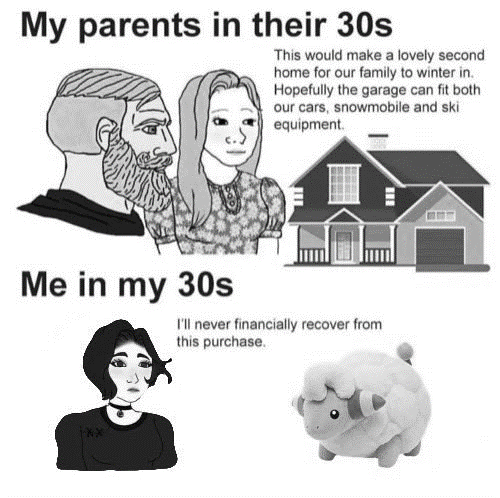 My parents in their 30s
This would make a lovely second
home for our family to winter in.
Hopefully the garage can fit both
our cars, snowmobile and ski
equipment.
Me in my 30s
I'll never financially recover from
this purchase.